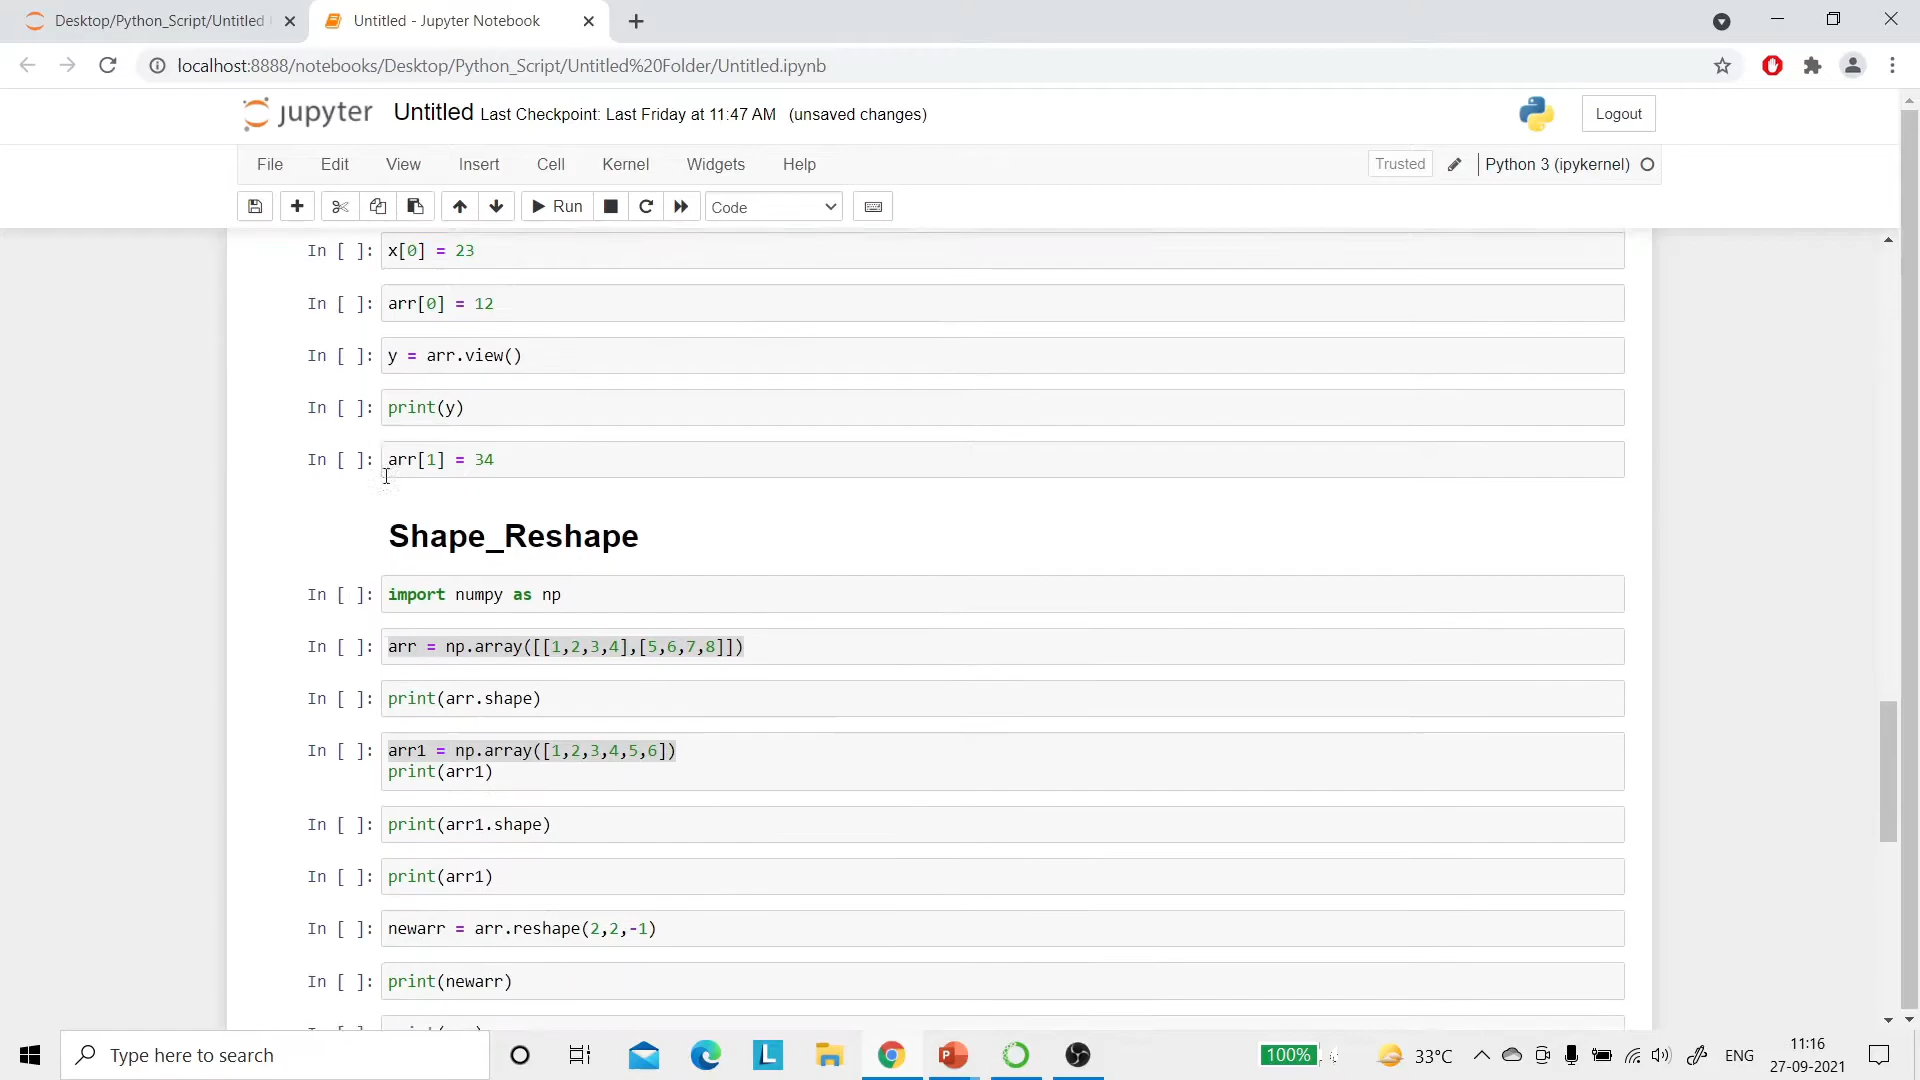 Desktop/Python_Script/Untitled
Untitled - Jupyter Notebook
localhost:8888/notebooks/Desktop/Python_Script/Untitled%20Folder/Untitled.ipynb
jupyter Untitled Last Checkpoint: Last Friday at 11:47 AM (unsaved changes)
Logout
File Edit View Insert Cell Kernel Widgets Help
Trusted Python 3 (ipykernel)
Run Code
In [ ]: x[0] = 23
In [ ]: arr[0] = 12
In [ ]: y = arr.view()
In [ ]: print(y)
In [ ]: arr[1] = 34
Shape_Reshape
In [ ]: import numpy as np
In [ ]: arr = np.array([[1,2,3,4],[5,6,7,8]])
In [ ]: print(arr.shape)
In [ ]: arr1 = np.array([1,2,3,4,5,6])
print(arr1)
In [ ]: print(arr1.shape)
In [ ]: print(arr1)
In [ ]: newarr = arr.reshape(2,2,-1)
In [ ]: print(newarr)
Type here to search
L
100%
33°C
ENG
11:16
27-09-2021